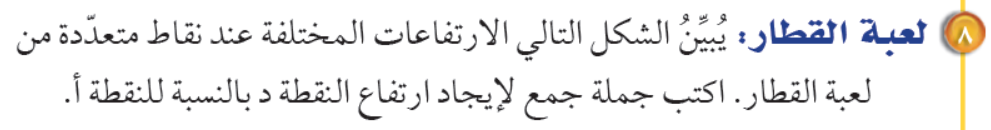 ٨ لعبة القطار: يُبيِّنُ الشكل التالي الارتفاعات المختلفة عند نقاط متعدّدة من
لعبة القطار. اكتب جملة جمع لإيجاد ارتفاع النقطة د بالنسبة للنقطة أ.